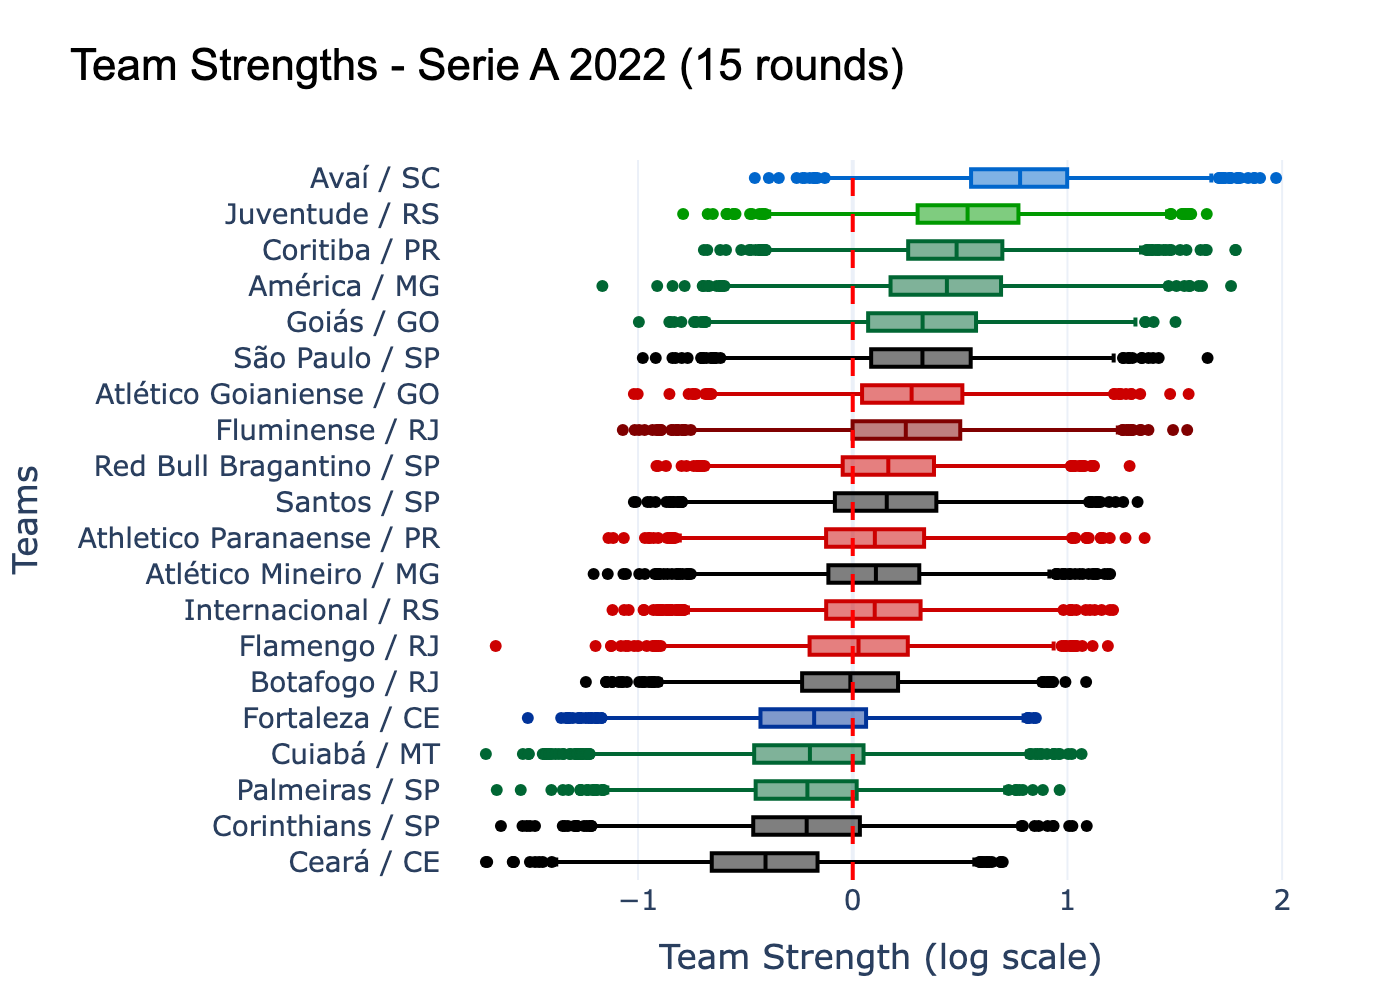 Team Strengths - Serie A 2022 (15 rounds)
Avaí / SC
Juventude / RS
Coritiba / PR
América / MG
Goiás / GO
São Paulo / SP
Atlético Goianiense / GO
Fluminense / RJ
Red Bull Bragantino / SP
Santos / SP
Athletico Paranaense / PR
Atlético Mineiro / MG
Internacional / RS
Flamengo / RJ
Botafogo / RJ
Fortaleza / CE
Cuiabá / MT
Palmeiras / SP
Corinthians / SP
Ceará / CE
Teams
−1 0 1 2
Team Strength (log scale)